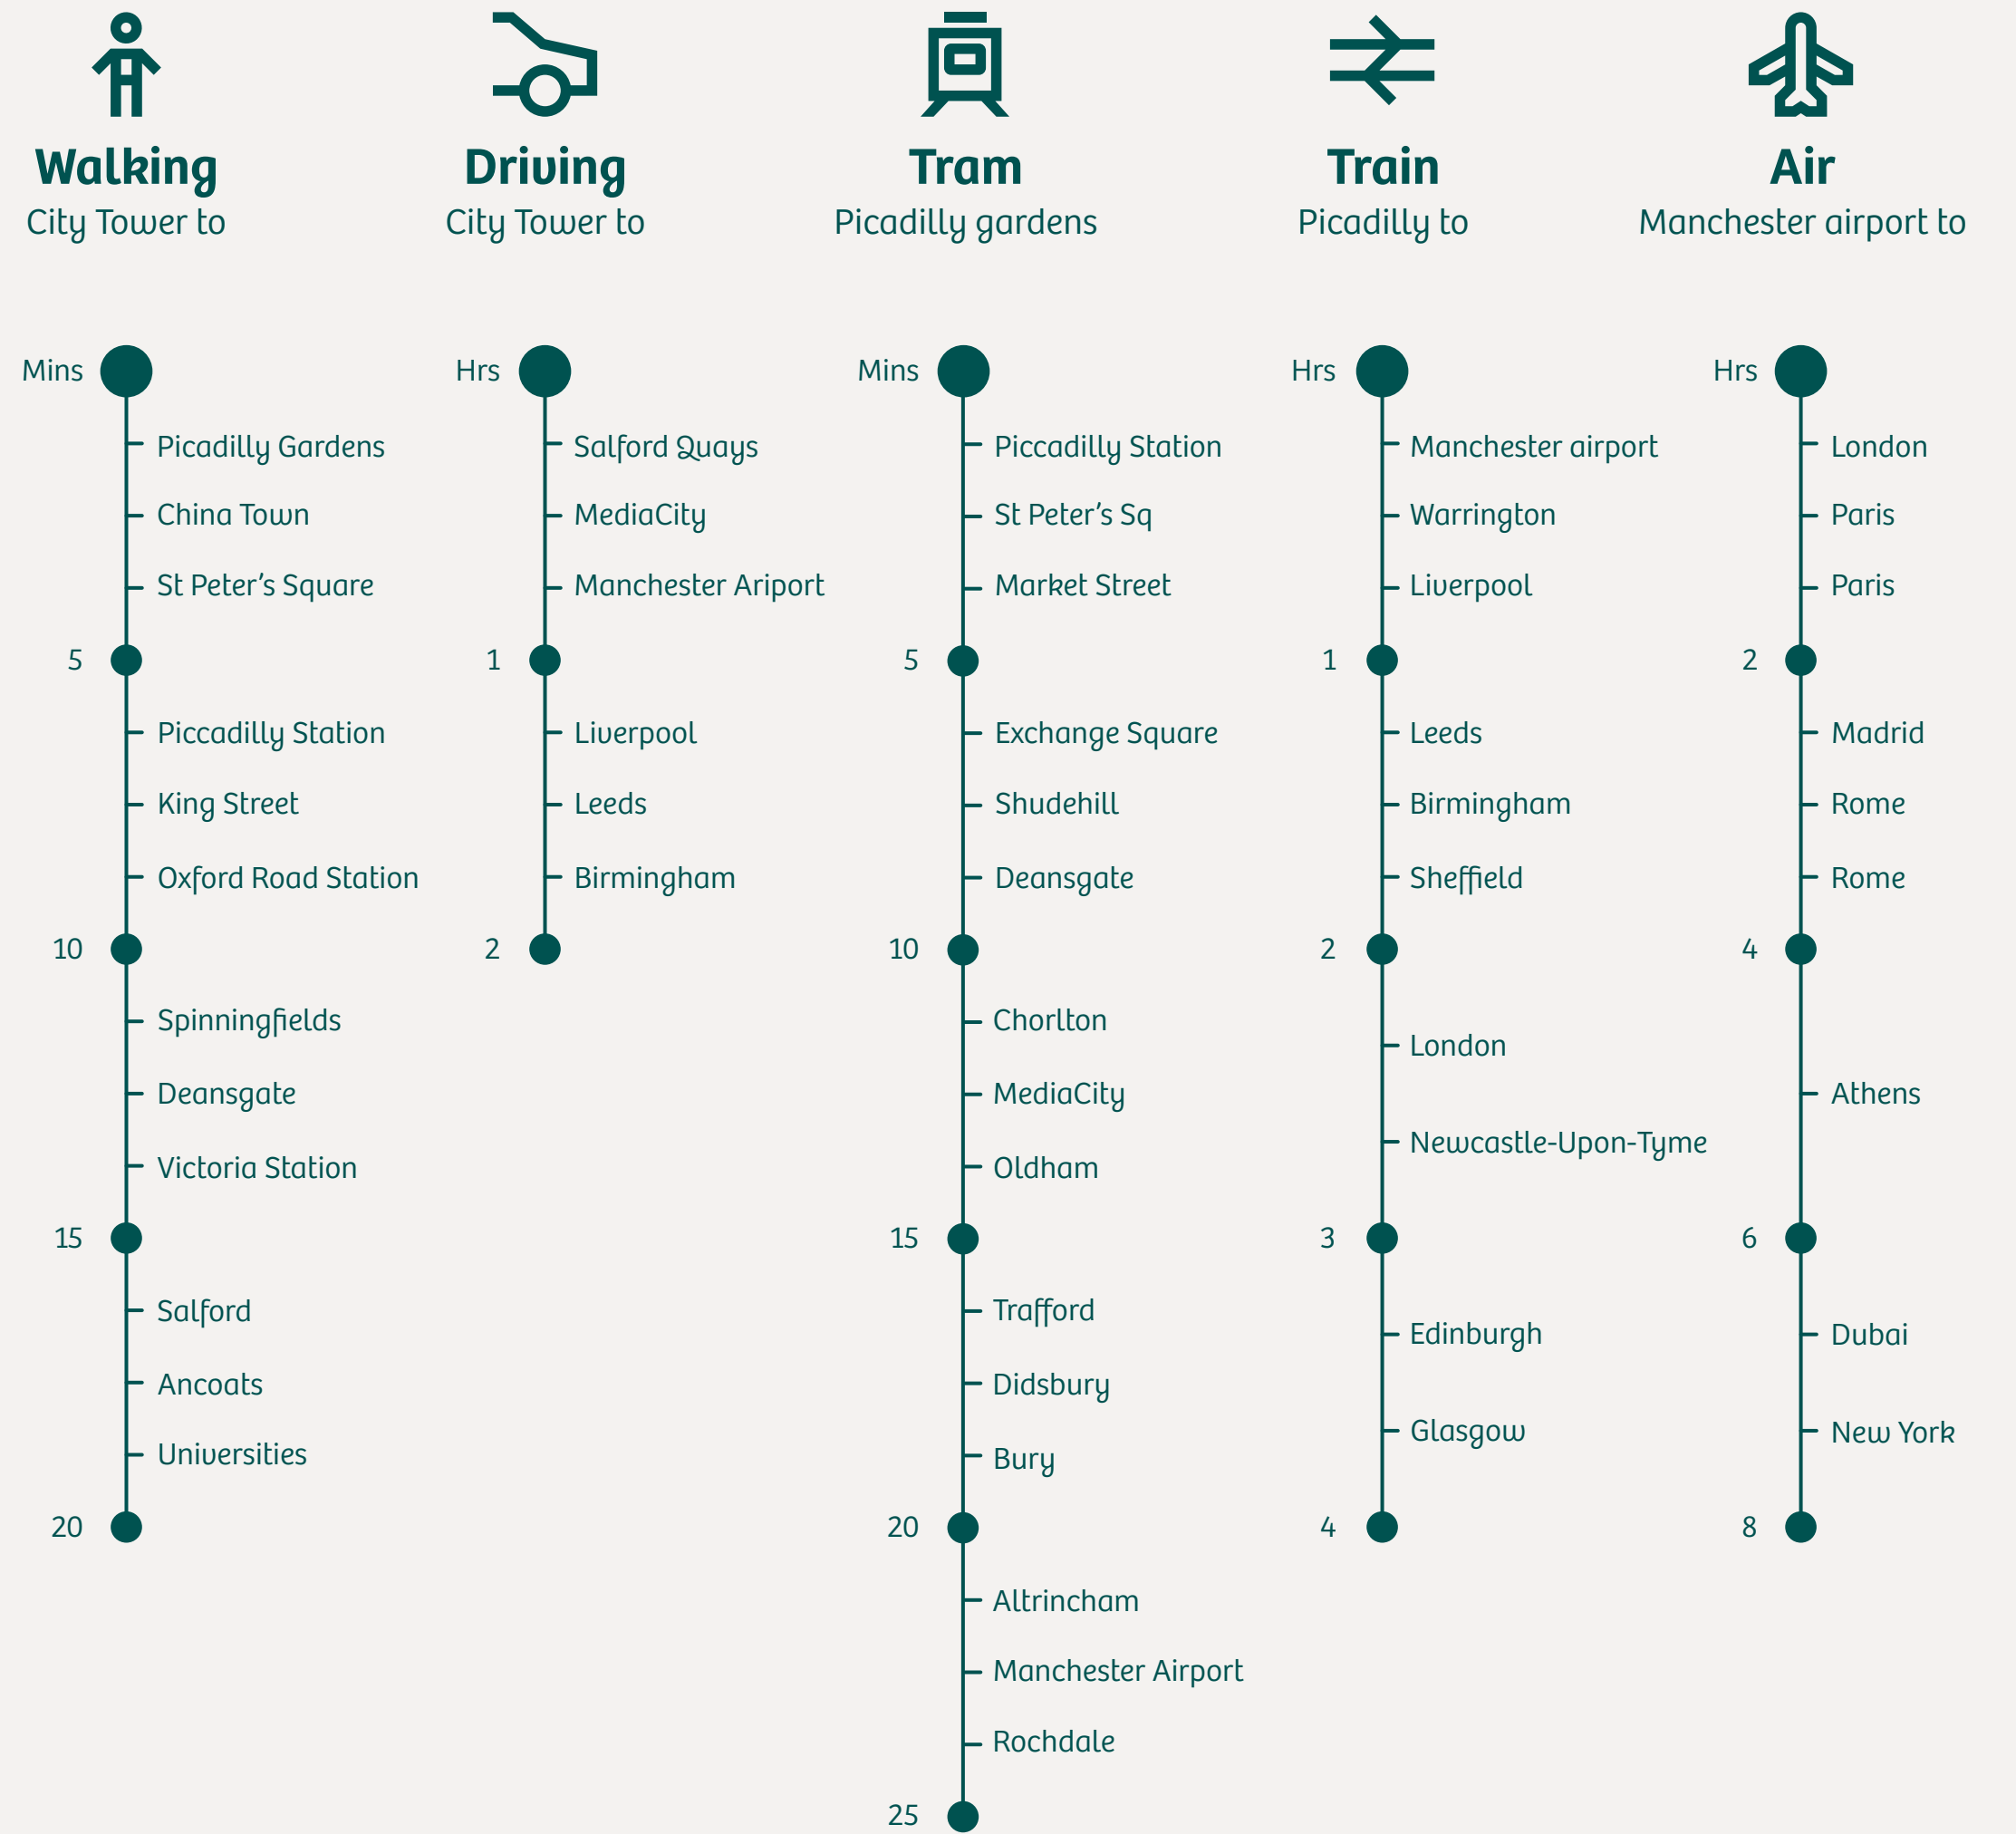 Walking
City Tower to
Mins
Picadilly Gardens
China Town
St Peter’s Square
5
Piccadilly Station
King Street
Oxford Road Station
10
Spinningfields
Deansgate
Victoria Station
15
Salford
Ancoats
Universities
20
Driving
City Tower to
Hrs
Salford Quays
MediaCity
Manchester Ariport
1
Liverpool
Leeds
Birmingham
2
Tram
Picadilly gardens
Mins
Piccadilly Station
St Peter’s Sq
Market Street
5
Exchange Square
Shudehill
Deansgate
10
Chorlton
MediaCity
Oldham
15
Trafford
Didsbury
Bury
20
Altrincham
Manchester Airport
Rochdale
25
Train
Picadilly to
Hrs
Manchester airport
Warrington
Liverpool
1
Leeds
Birmingham
Sheffield
2
London
Newcastle-Upon-Tyme
3
Edinburgh
Glasgow
4
Air
Manchester airport to
Hrs
London
Paris
Paris
2
Madrid
Rome
Rome
4
Athens
6
Dubai
New York
8